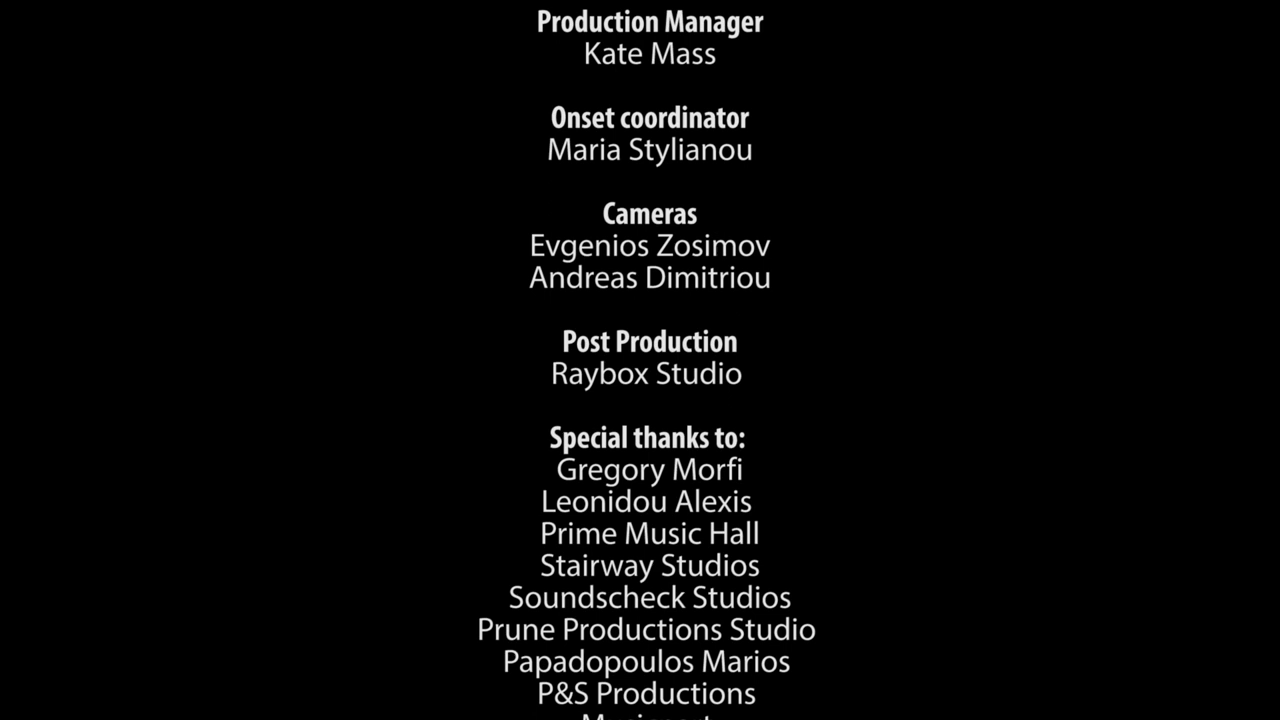 Production Manager
Kate Mass
Onset coordinator
Maria Stylianou
Cameras
Evgenios Zosimov
Andreas Dimitriou
Post Production
Raybox Studio
Special thanks to:
Gregory Morfi
Leonidou Alexis
Prime Music Hall
Stairway Studios
Soundscheck Studios
Prune Productions Studio
Papadopoulos Marios
P&S Productions